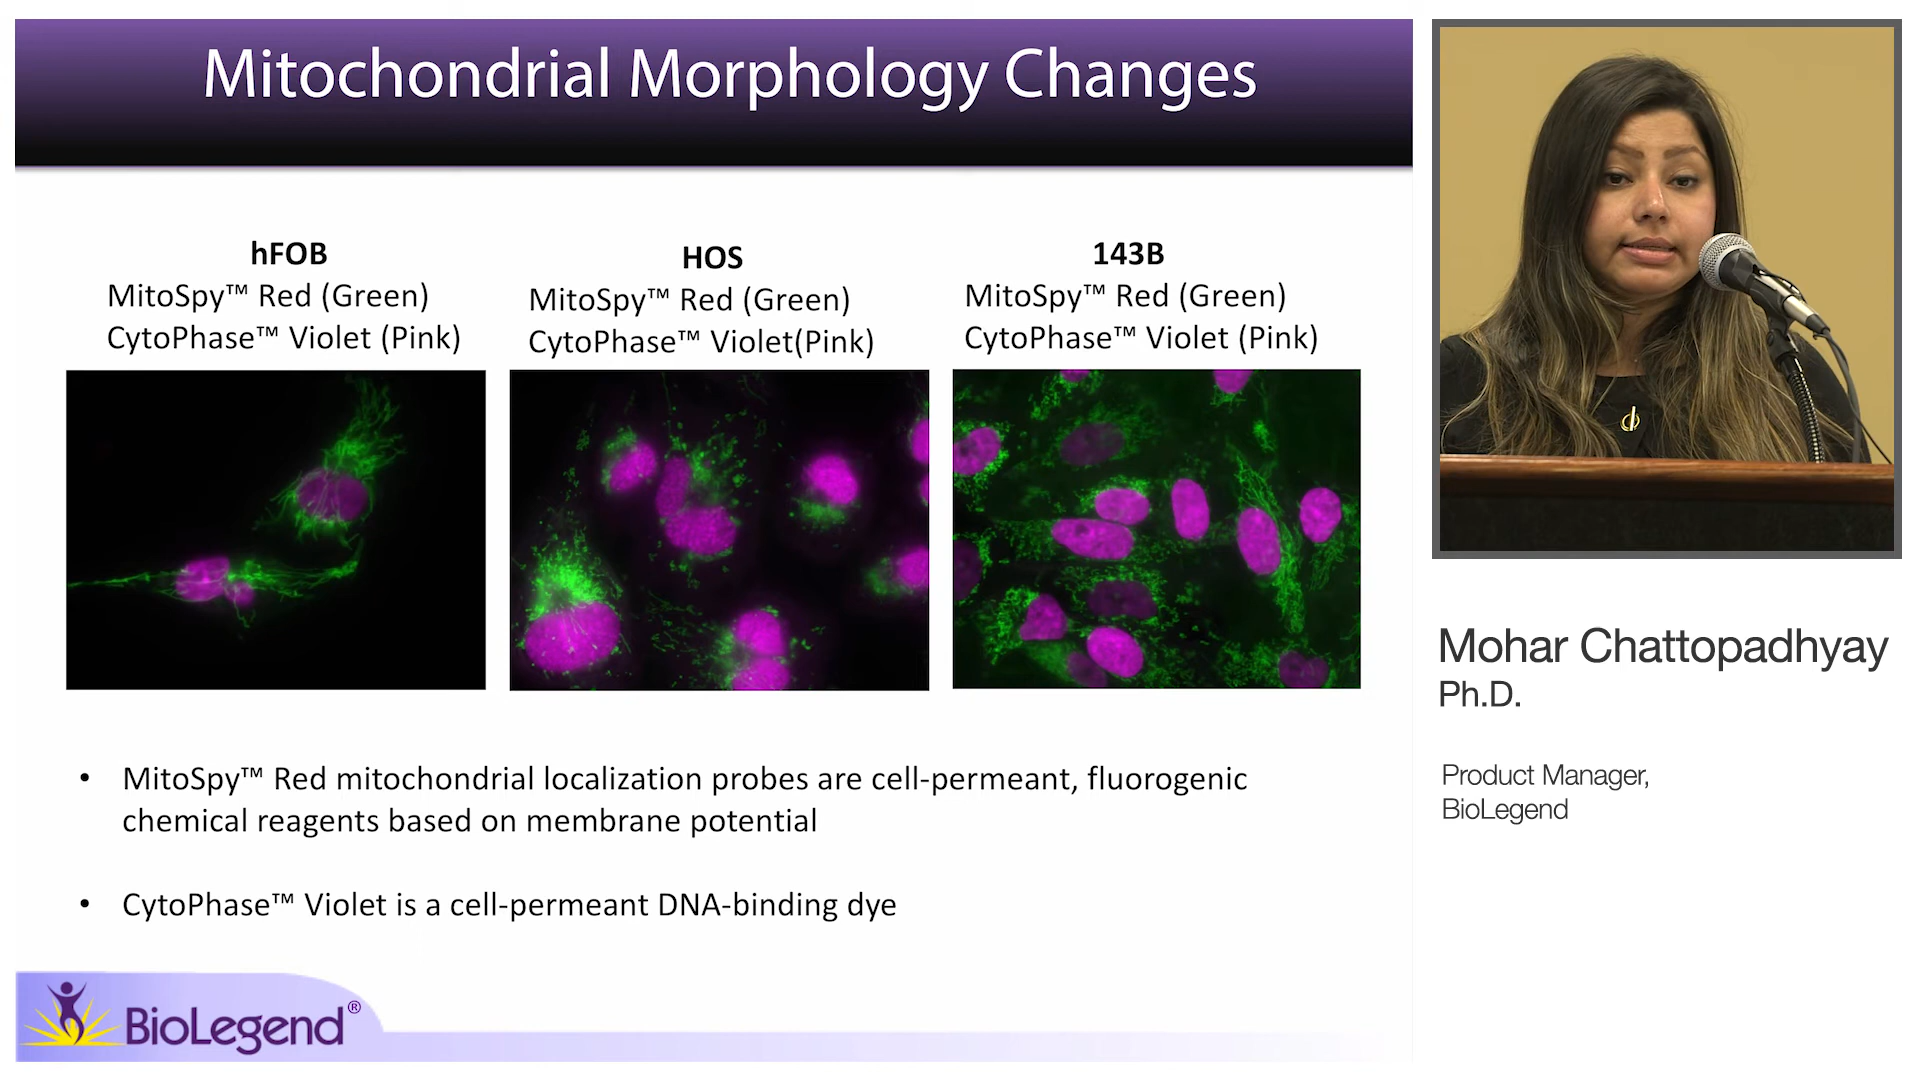 Mitochondrial Morphology Changes
hFOB
MitoSpy™ Red (Green)
CytoPhase™ Violet (Pink)
HOS
MitoSpy™ Red (Green)
CytoPhase™ Violet(Pink)
143B
MitoSpy™ Red (Green)
CytoPhase™ Violet (Pink)
• MitoSpy™ Red mitochondrial localization probes are cell-permeant, fluorogenic
chemical reagents based on membrane potential
• CytoPhase™ Violet is a cell-permeant DNA-binding dye
BioLegend®
Mohar Chattopadhyay
Ph.D.
Product Manager,
BioLegend